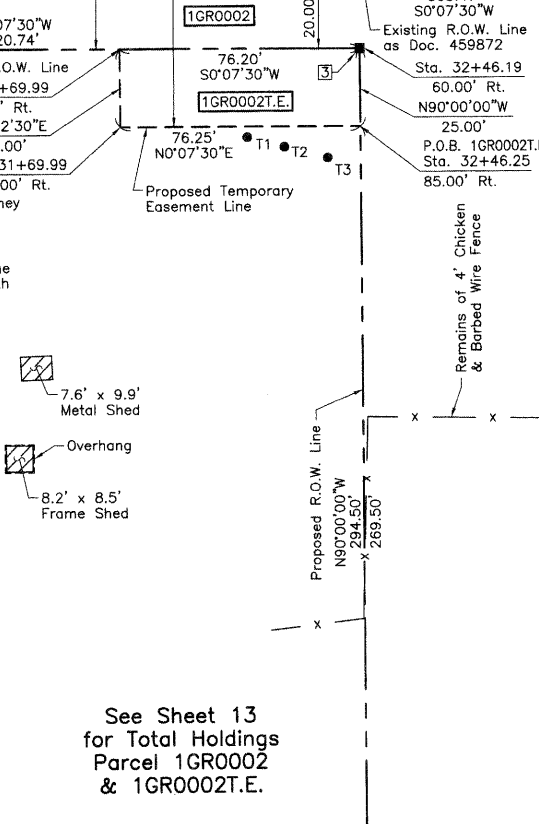 1GR0002
20.00
S0°07'30"W
07'30"W
20.74'
Existing R.O.W. Line
as Doc. 459872
R.O.W. Line
76.20'
S0°07'30"W
3
Sta. 32+46.19
60.00' Rt.
+69.99
' Rt.
1GR0002T.E.
N90°00'00"W
25.00'
2'30"E
.00'
76.25'
N0°07'30"E
T1
T2
T3
P.O.B. 1GR0002T.
Sta. 32+46.25
85.00' Rt.
31+69.99
00' Rt.
ney
Proposed Temporary
Easement Line
Remains of 4' Chicken
& Barbed Wire Fence
ne
th
7.6' x 9.9'
Metal Shed
X
X
Overhang
8.2' x 8.5'
Frame Shed
Proposed R.O.W. Line
N90°00'00"W
294.50'
269.50'
X
X
X
See Sheet 13
for Total Holdings
Parcel 1GR0002
& 1GR0002T.E.